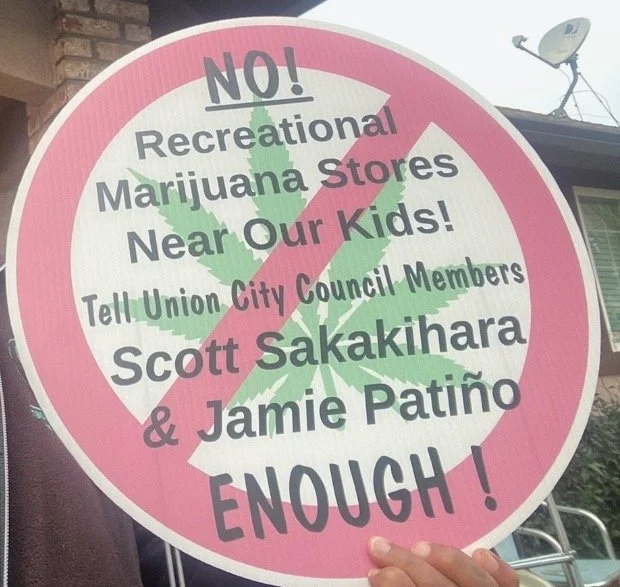 NO!
Recreational
Marijuana Stores
Near Our Kids!
Tell Union City Council Members
Scott Sakakihara
& Jamie Patiño
ENOUGH!